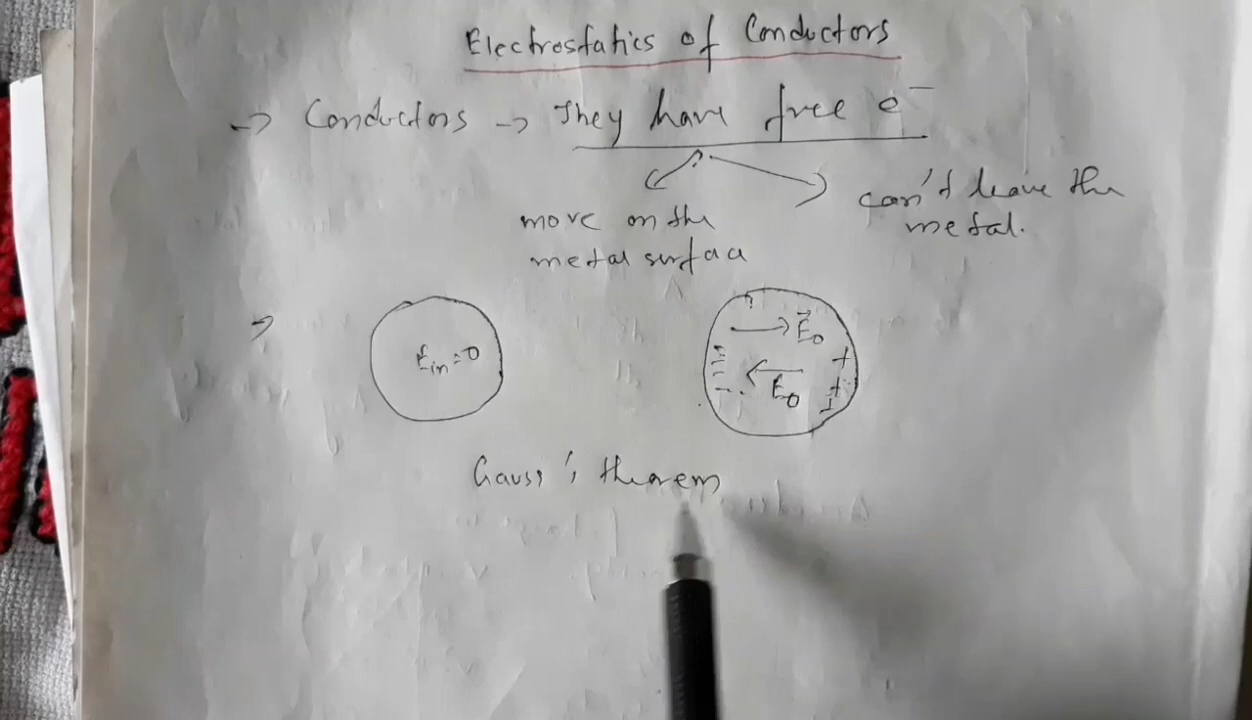 Electrostatics of Conductors
→ Conductors → They have free e⁻
move on the
metal surface
can't leave the
metal.
→
E_in = 0
→ E⃗₀
← E₀
- - - -
+ + +
Gauss's theorem